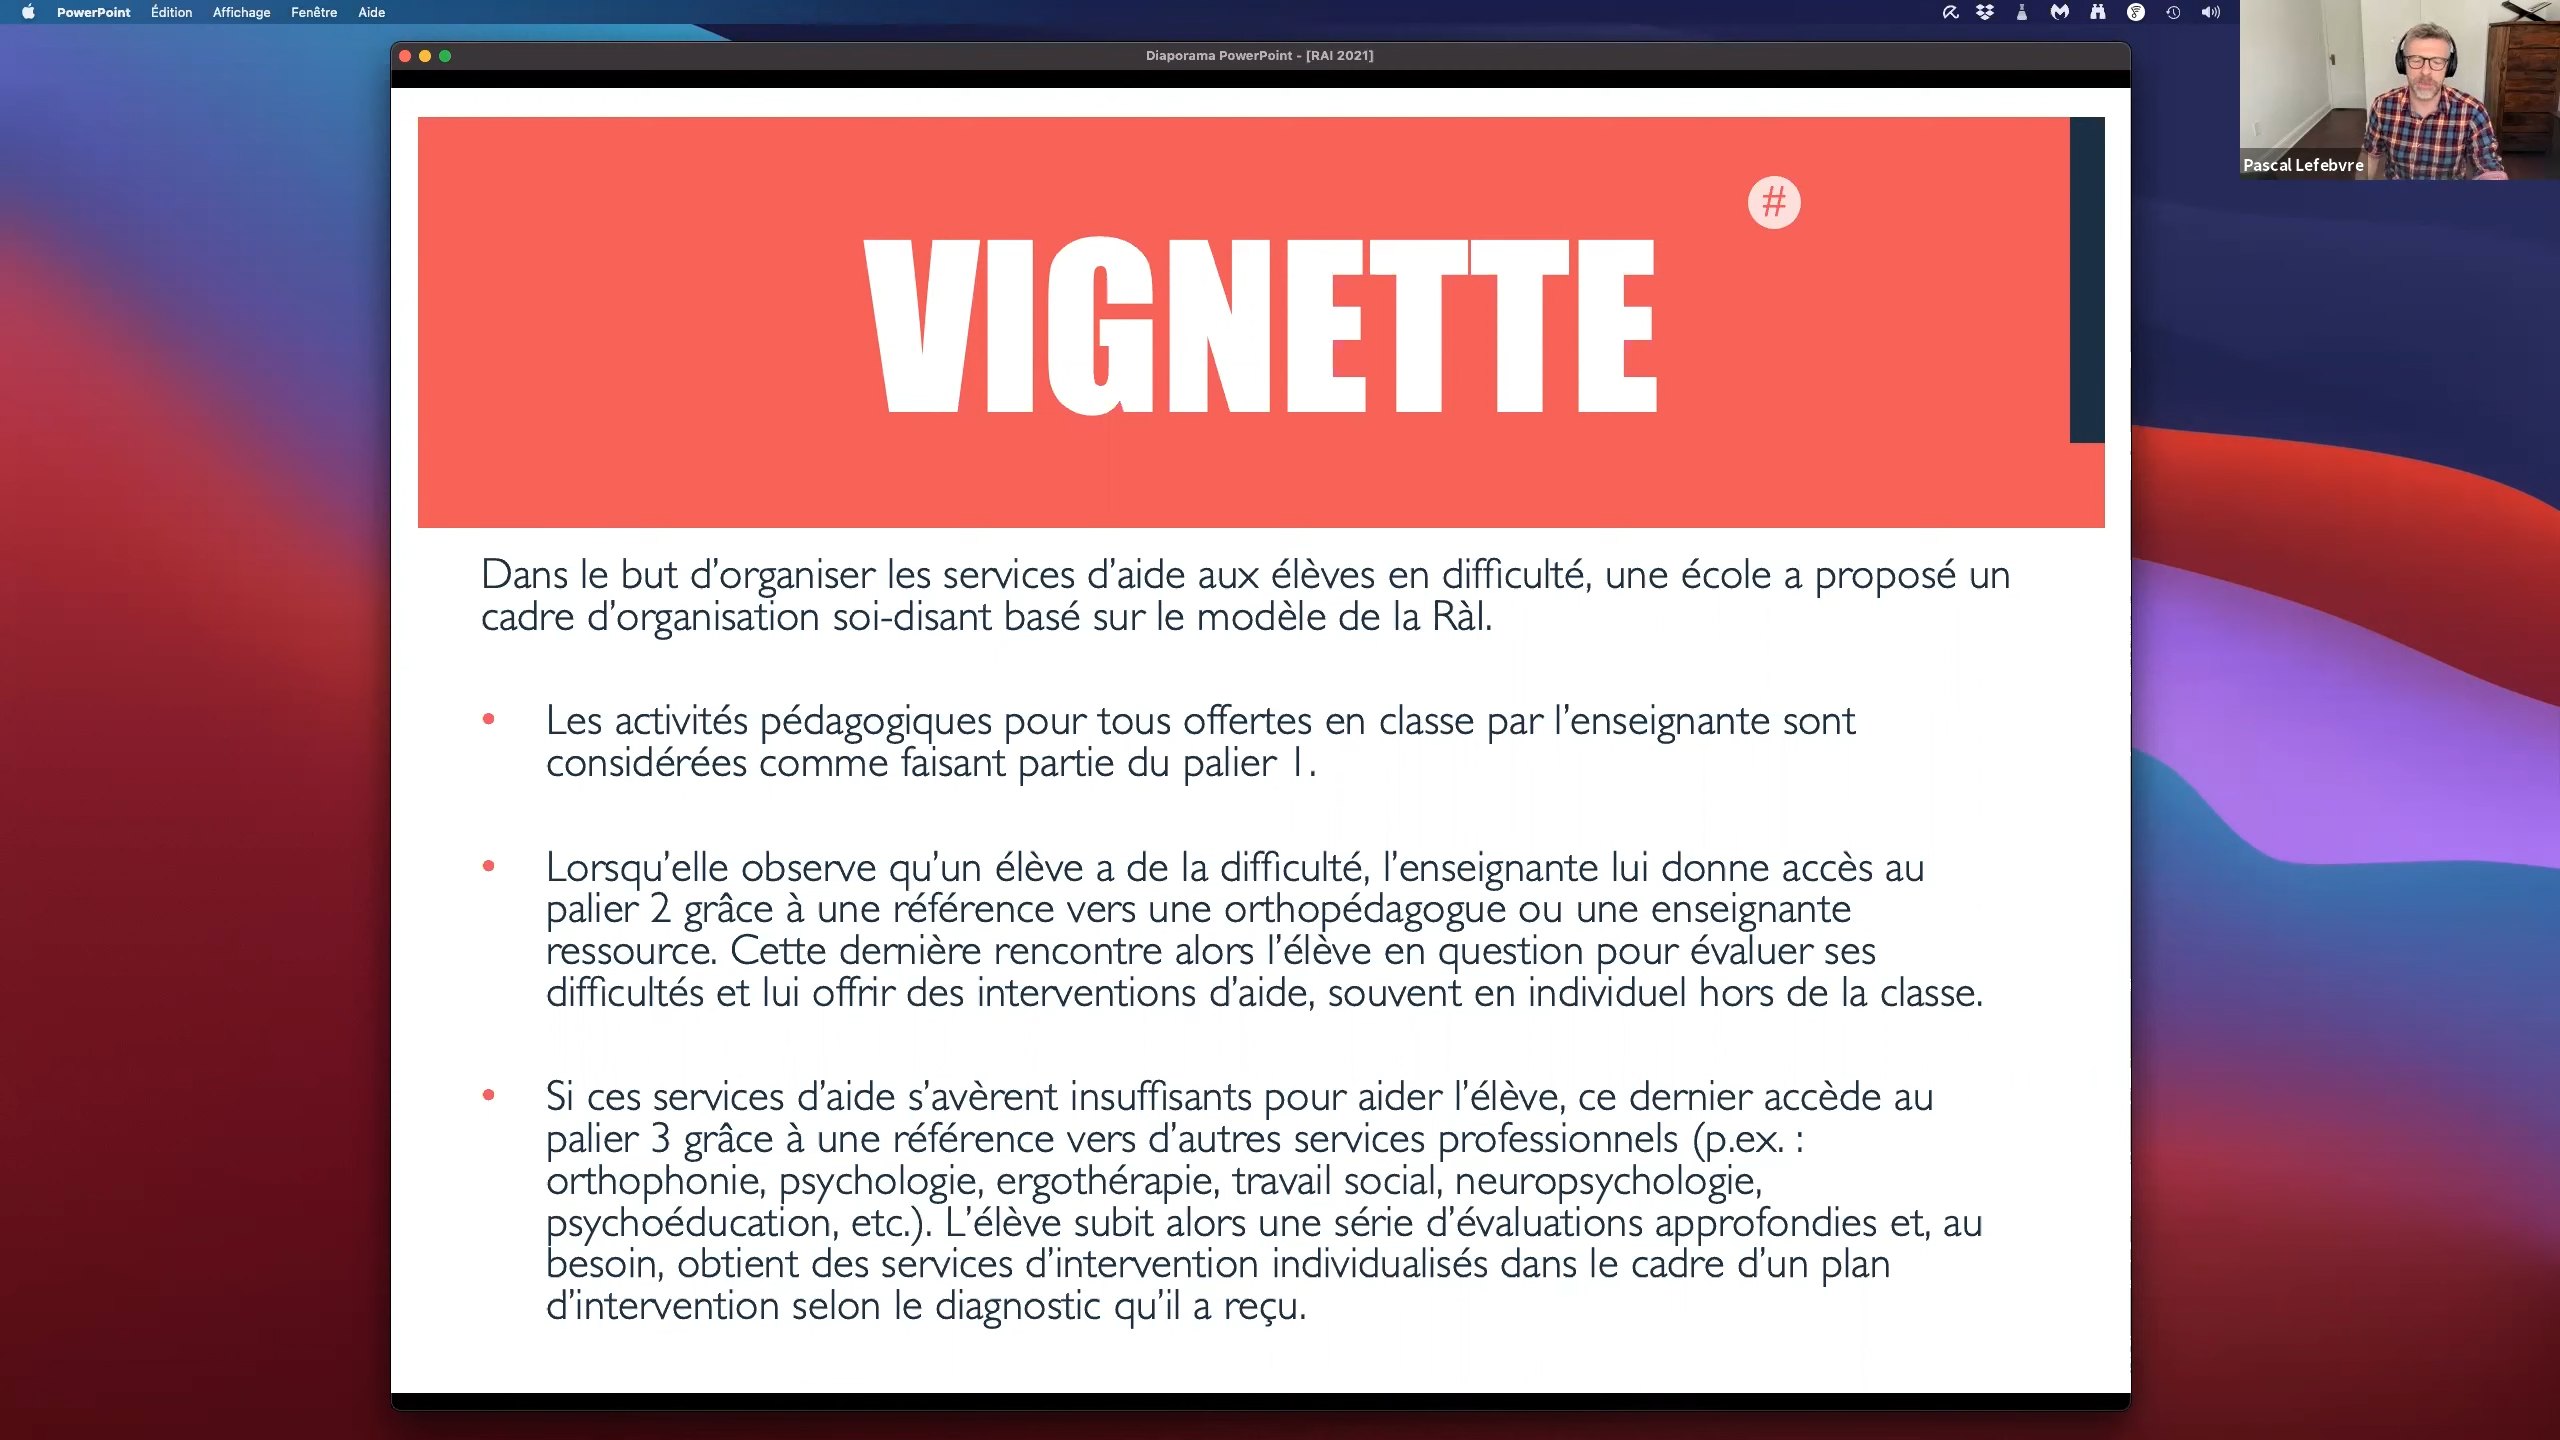 PowerPoint Édition Affichage Fenêtre Aide
Diaporama PowerPoint - [RAI 2021]
Pascal Lefebvre
#
VIGNETTE
Dans le but d’organiser les services d’aide aux élèves en difficulté, une école a proposé un
cadre d’organisation soi-disant basé sur le modèle de la RàI.
• Les activités pédagogiques pour tous offertes en classe par l’enseignante sont
considérées comme faisant partie du palier 1.
• Lorsqu’elle observe qu’un élève a de la difficulté, l’enseignante lui donne accès au
palier 2 grâce à une référence vers une orthopédagogue ou une enseignante
ressource. Cette dernière rencontre alors l’élève en question pour évaluer ses
difficultés et lui offrir des interventions d’aide, souvent en individuel hors de la classe.
• Si ces services d’aide s’avèrent insuffisants pour aider l’élève, ce dernier accède au
palier 3 grâce à une référence vers d’autres services professionnels (p.ex. :
orthophonie, psychologie, ergothérapie, travail social, neuropsychologie,
psychoéducation, etc.). L’élève subit alors une série d’évaluations approfondies et, au
besoin, obtient des services d’intervention individualisés dans le cadre d’un plan
d’intervention selon le diagnostic qu’il a reçu.